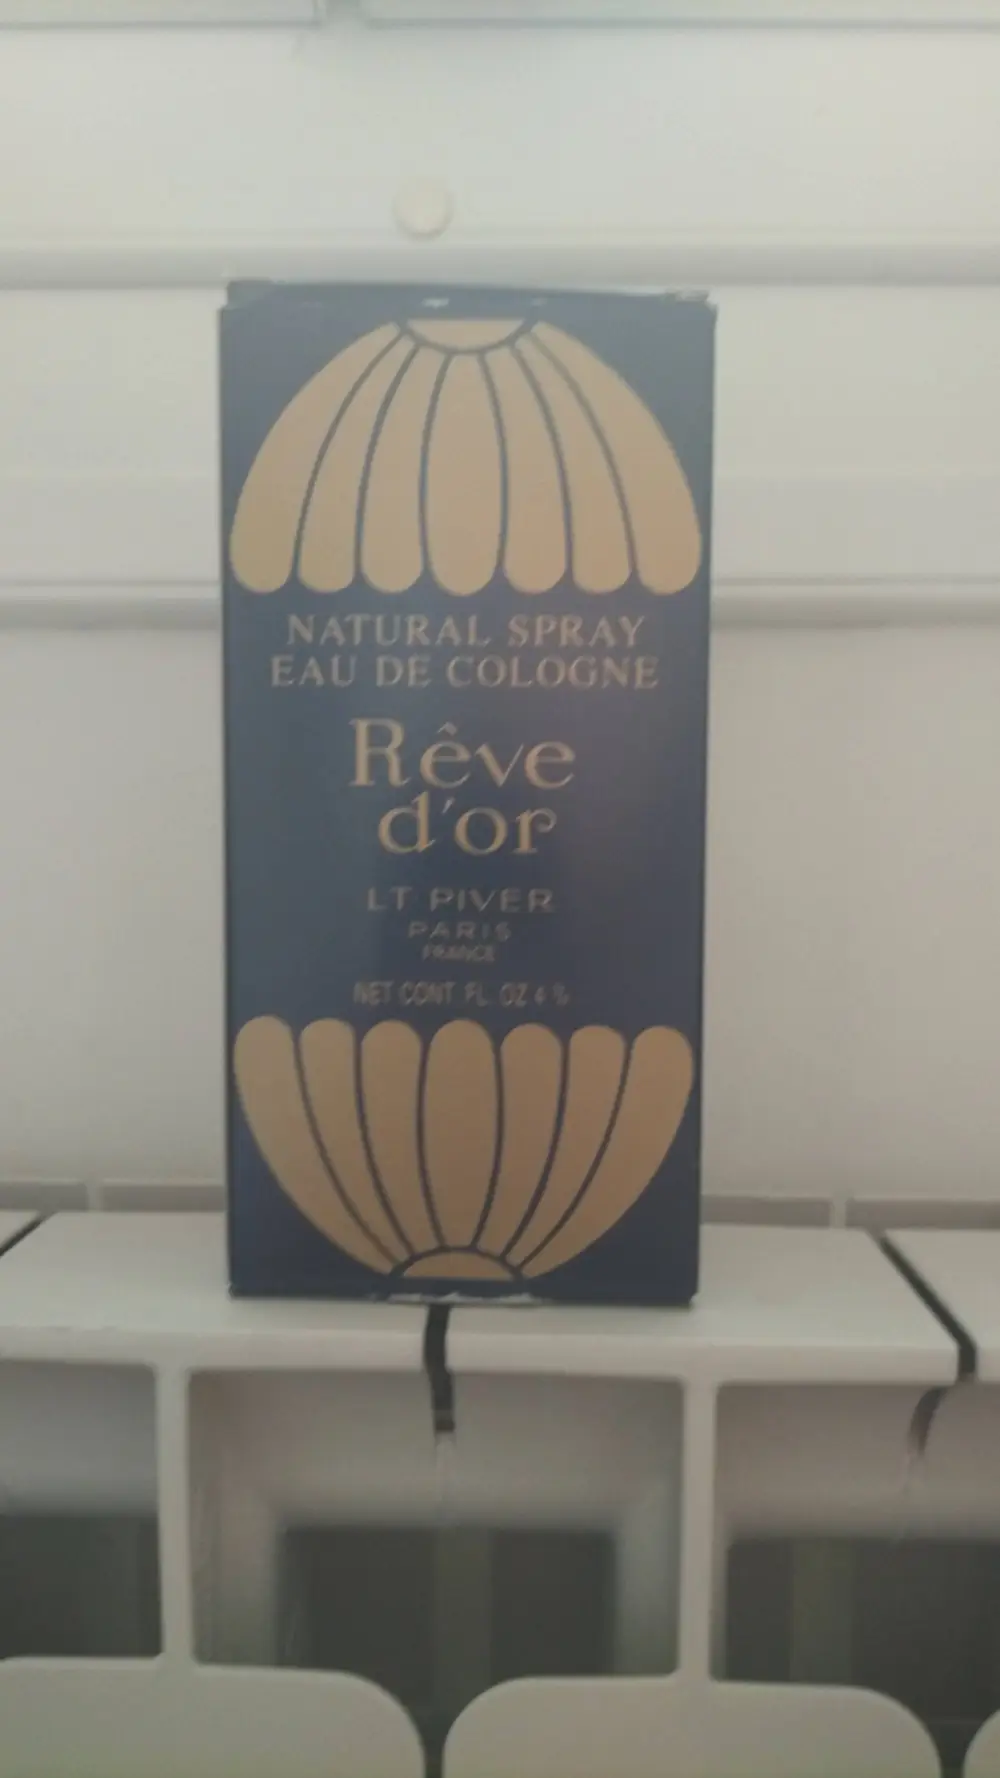 NATURAL SPRAY
EAU DE COLOGNE
Rêve
d'or
LT PIVER
PARIS
FRANCE
NET CONT FL. OZ 4